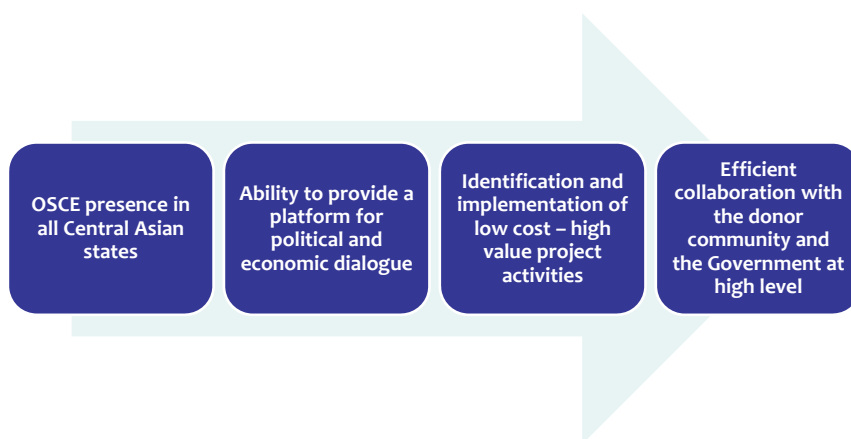 OSCE presence in
all Central Asian
states
Ability to provide a
platform for
political and
economic dialogue
Identification and
implementation of
low cost – high
value project
activities
Efficient
collaboration with
the donor
community and
the Government at
high level